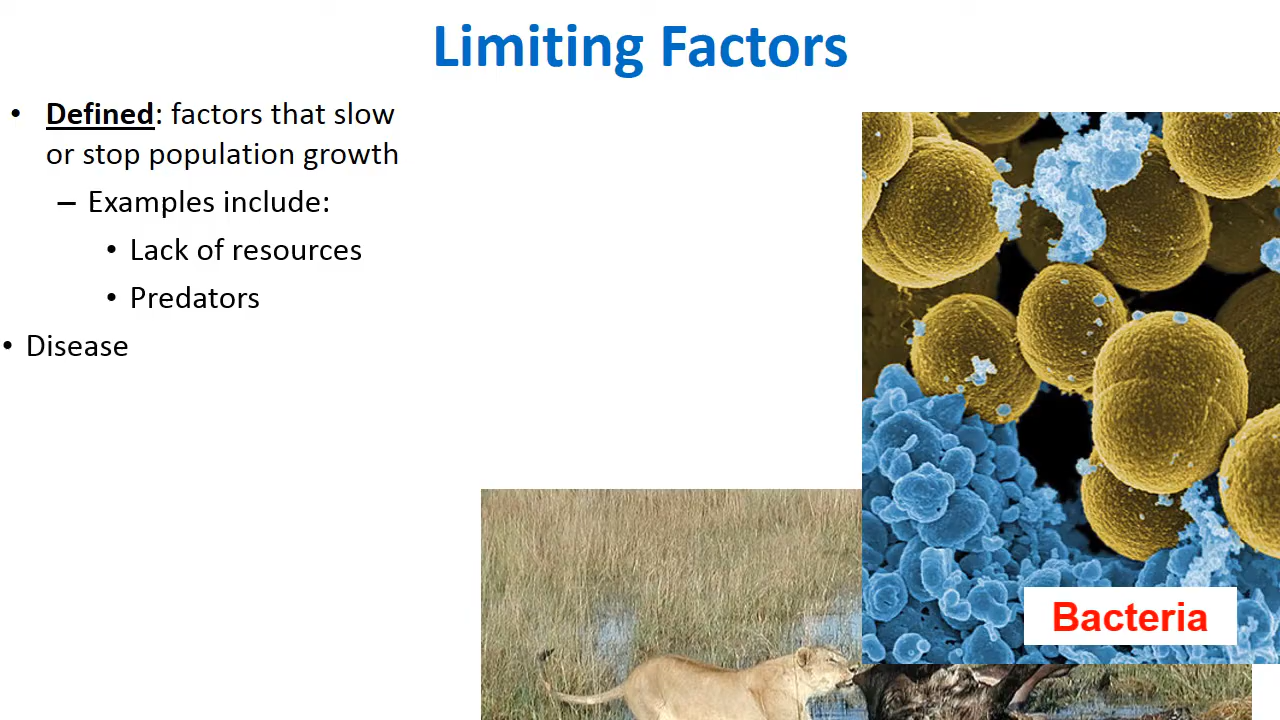 Limiting Factors
• Defined: factors that slow
or stop population growth
– Examples include:
• Lack of resources
• Predators
• Disease
Bacteria